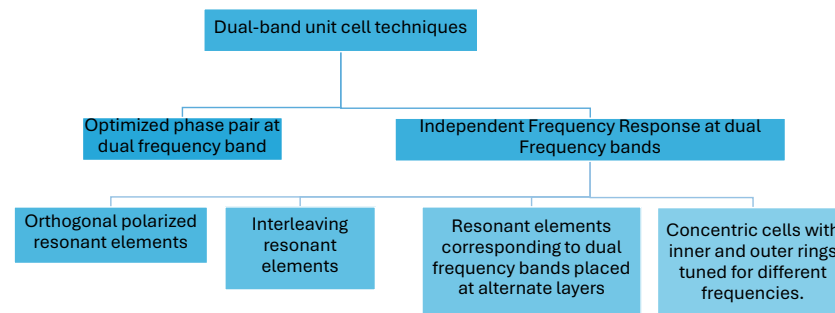 Dual-band unit cell techniques
Optimized phase pair at
dual frequency band
Independent Frequency Response at dual
Frequency bands
Orthogonal polarized
resonant elements
Interleaving
resonant
elements
Resonant elements
corresponding to dual
frequency bands placed
at alternate layers
Concentric cells with
inner and outer rings
tuned for different
frequencies.